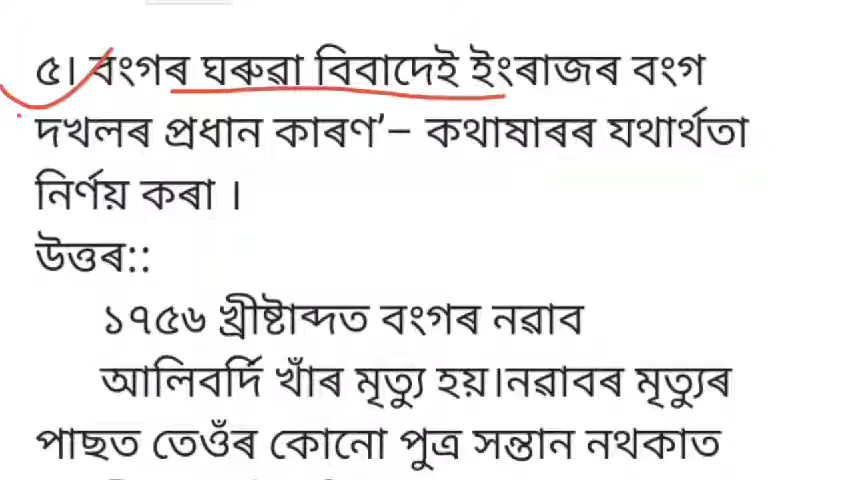 ৫। বংগৰ ঘৰুৱা বিবাদেই ইংৰাজৰ বংগ
দখলৰ প্ৰধান কাৰণ’– কথাষাৰৰ যথাৰ্থতা
নিৰ্ণয় কৰা ।
উত্তৰ::
১৭৫৬ খ্ৰীষ্টাব্দত বংগৰ নৱাব
আলিবৰ্দি খাঁৰ মৃত্যু হয়।নৱাবৰ মৃত্যুৰ
পাছত তেওঁৰ কোনো পুত্ৰ সন্তান নথকাত